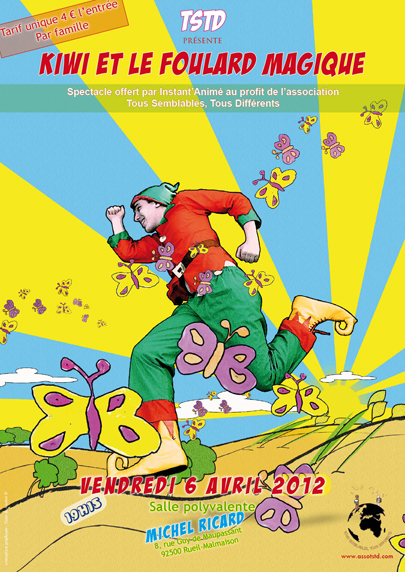 Tarif unique 4 € l'entrée
Par famille
TSTD
PRÉSENTE
KIWI ET LE FOULARD MAGIQUE
Spectacle offert par Instant'Animé au profit de l'association
Tous Semblables, Tous Différents
VENDREDI 6 AVRIL 2012
19H15
Salle polyvalente
MICHEL RICARD
8, rue Guy-de-Maupassant
92500 Rueil-Malmaison
www.assotstd.com